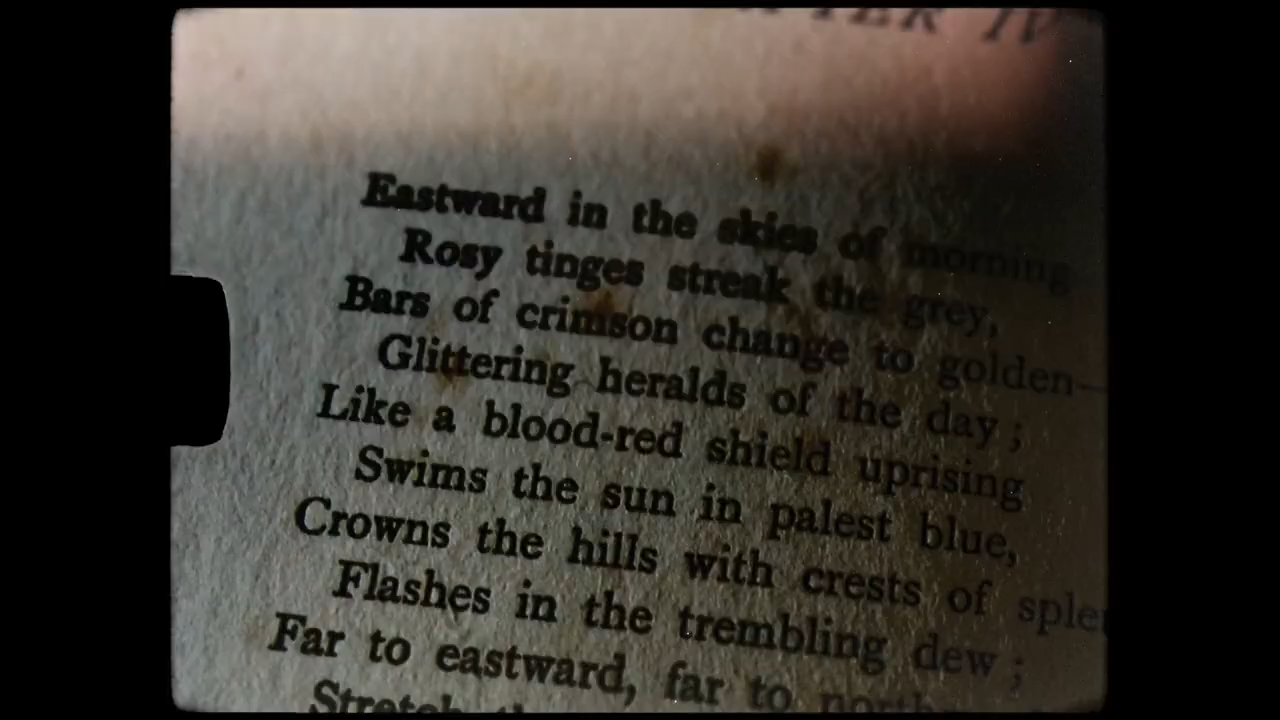 IV
Eastward in the skies of morning
Rosy tinges streak the grey,
Bars of crimson change to golden—
Glittering heralds of the day;
Like a blood-red shield uprising
Swims the sun in palest blue,
Crowns the hills with crests of
Flashes in the trembling dew;
Far to eastward, far to
Stretch